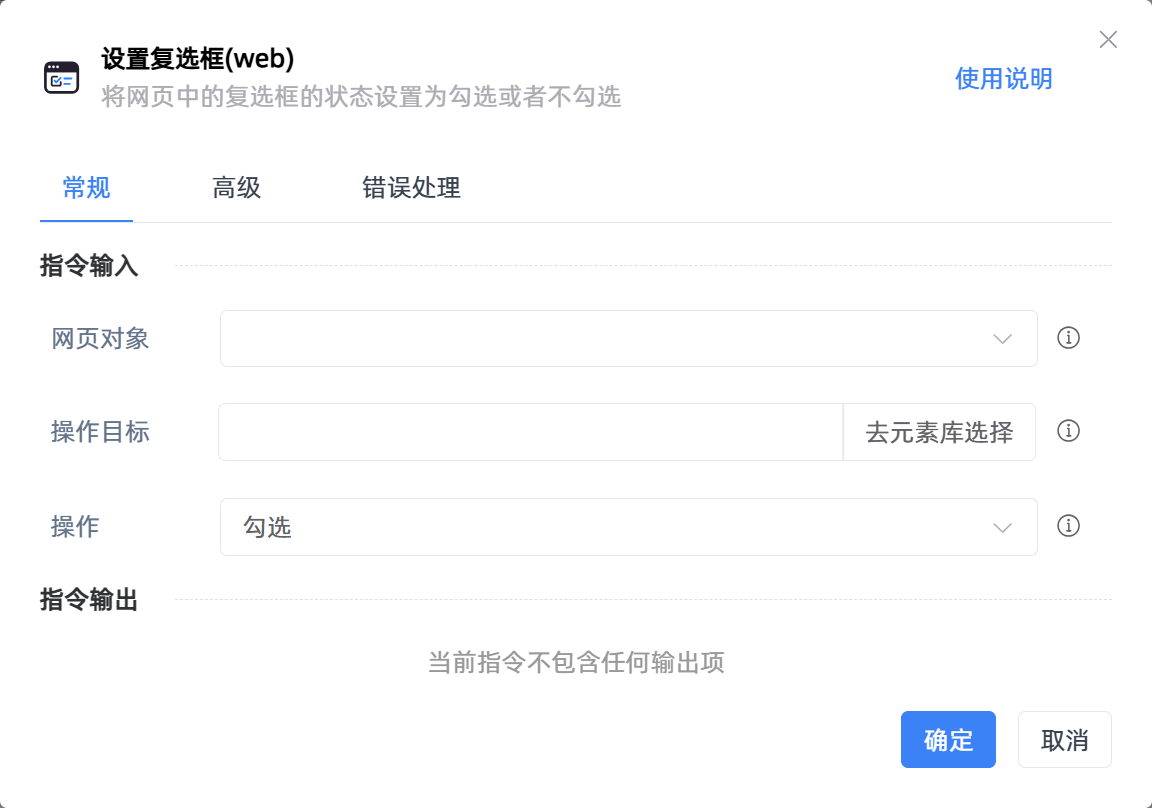 设置复选框(web)
将网页中的复选框的状态设置为勾选或者不勾选
使用说明
常规 高级 错误处理
指令输入
网页对象
操作目标 去元素库选择
操作 勾选
指令输出
当前指令不包含任何输出项
确定 取消